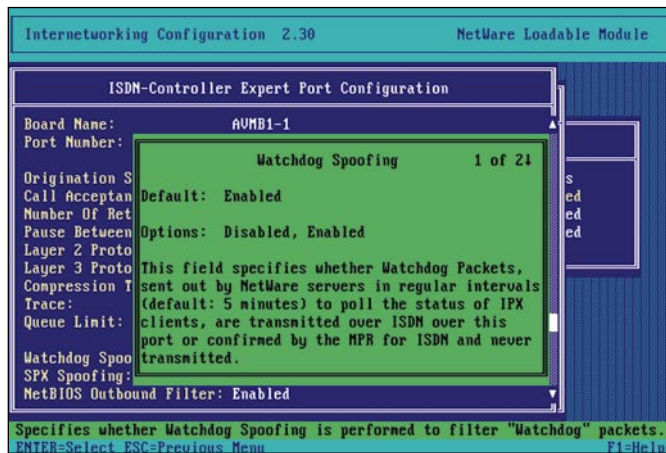 Internetworking Configuration 2.30 NetWare Loadable Module
ISDN-Controller Expert Port Configuration
Board Name: AVMB1-1
Port Number:
Watchdog Spoofing 1 of 2↓
Origination S
Call Acceptan Default: Enabled ed
Number Of Ret ed
Pause Between Options: Disabled, Enabled ed
Layer 2 Proto
Layer 3 Proto This field specifies whether Watchdog Packets,
Compression T sent out by NetWare servers in regular intervals
Trace: (default: 5 minutes) to poll the status of IPX
Queue Limit: clients, are transmitted over ISDN over this
port or confirmed by the MPR for ISDN and never
Watchdog Spoo transmitted.
SPX Spoofing:
NetBIOS Outbound Filter: Enabled
Specifies whether Watchdog Spoofing is performed to filter "Watchdog" packets.
ENTER=Select ESC=Previous Menu F1=Help